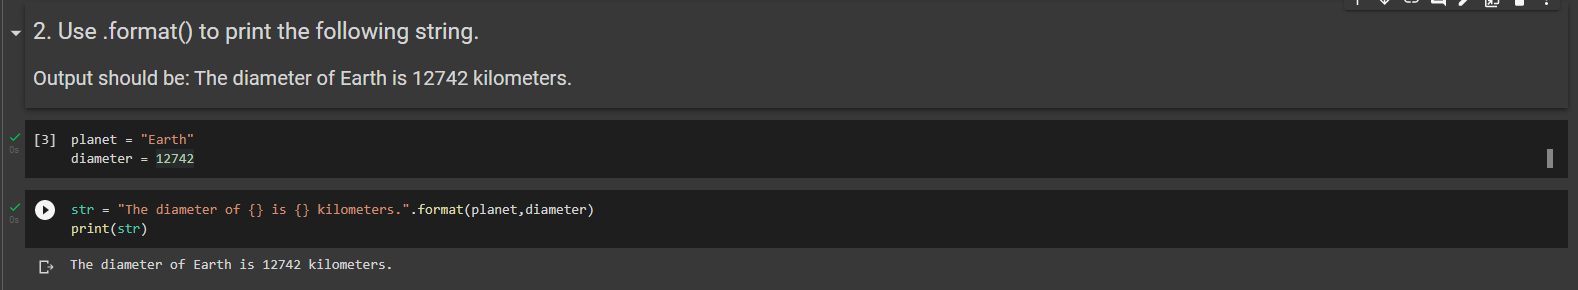 2. Use .format() to print the following string.
Output should be: The diameter of Earth is 12742 kilometers.
[3] planet = "Earth"
diameter = 12742
0s
str = "The diameter of {} is {} kilometers.".format(planet,diameter)
0s
print(str)
The diameter of Earth is 12742 kilometers.